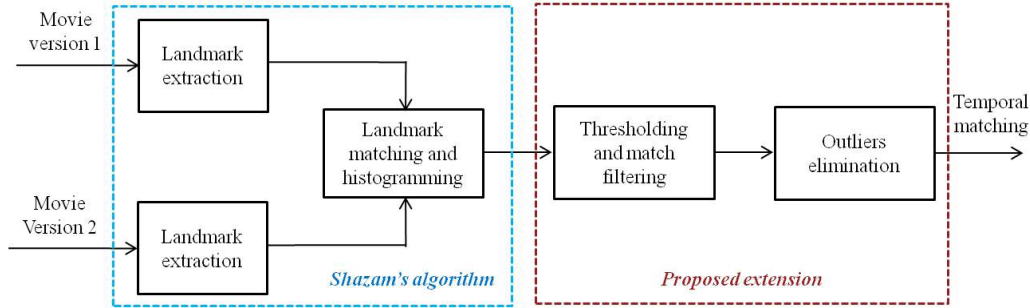 Movie
version 1
Landmark
extraction
Landmark
matching and
histogramming
Movie
Version 2
Landmark
extraction
Shazam's algorithm
Thresholding
and match
filtering
Outliers
elimination
Temporal
matching
Proposed extension